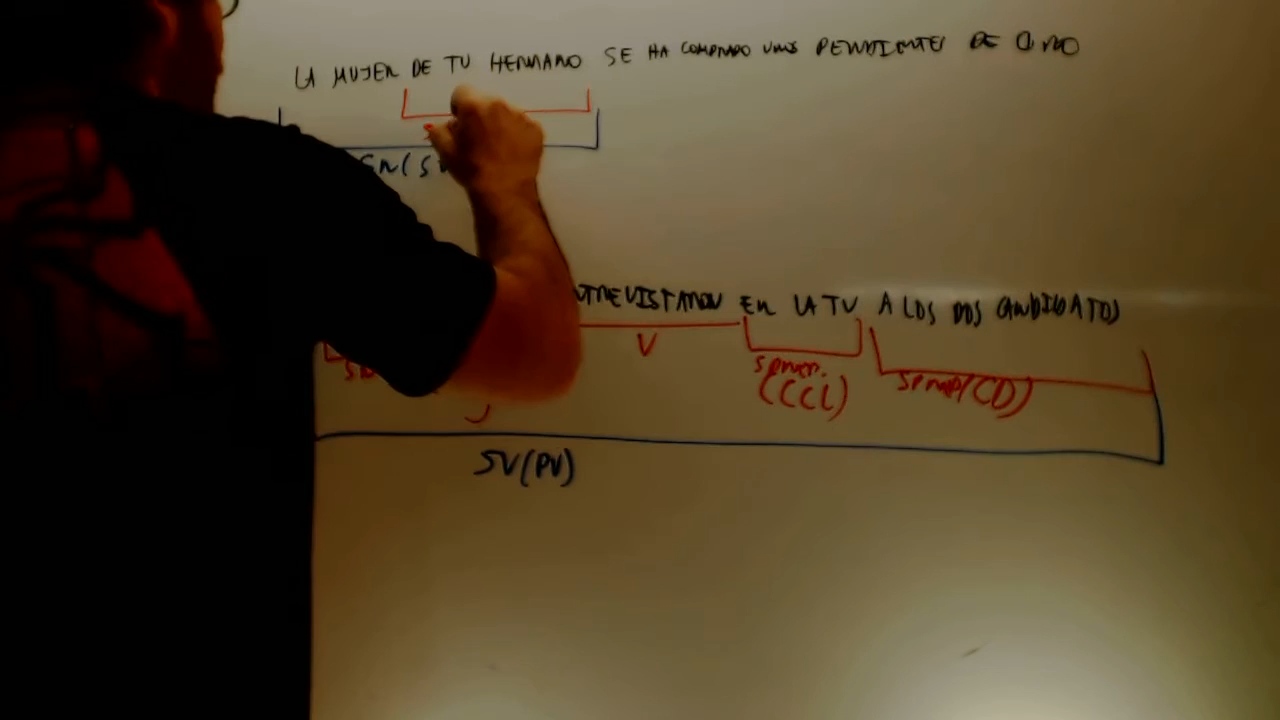 LA MUJER DE TU HERMANO SE HA COMPRADO UNOS PENDIENTES DE ORO
SN(S
ENTREVISTARON EN LA TV A LOS DOS CANDIDATOS
V
SPREP.
(CCL)
SPREP(CD)
SV(PV)